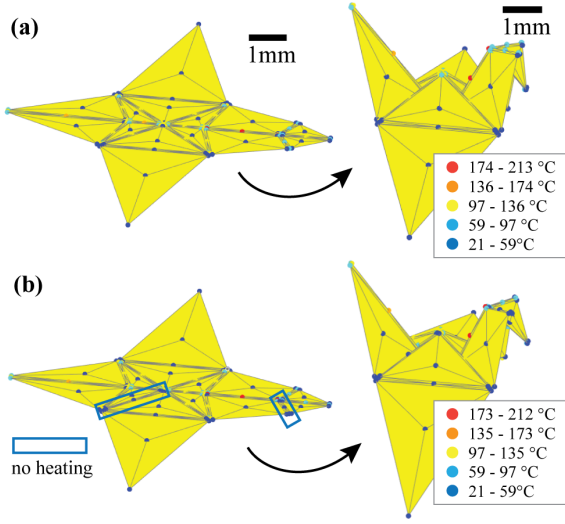 (a)
1mm
1mm
174 - 213 °C
136 - 174 °C
97 - 136 °C
59 - 97 °C
21 - 59°C
(b)
no heating
173 - 212 °C
135 - 173 °C
97 - 135 °C
59 - 97 °C
21 - 59°C